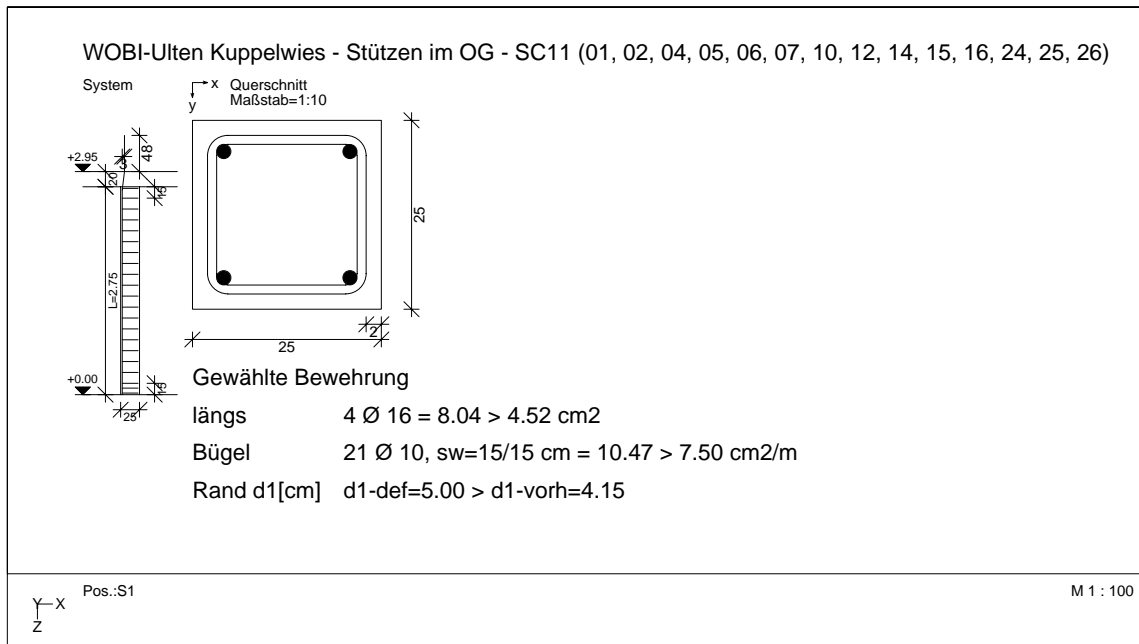 WOBI-Ulten Kuppelwies - Stützen im OG - SC11 (01, 02, 04, 05, 06, 07, 10, 12, 14, 15, 16, 24, 25, 26)
System
x
y
Querschnitt
Maßstab=1:10
+2.95
3
48
20
15
L=2.75
+0.00
15
25
25
2
25
Gewählte Bewehrung
längs 4 Ø 16 = 8.04 > 4.52 cm2
Bügel 21 Ø 10, sw=15/15 cm = 10.47 > 7.50 cm2/m
Rand d1[cm] d1-def=5.00 > d1-vorh=4.15
Pos.:S1
M 1 : 100
Y X
Z